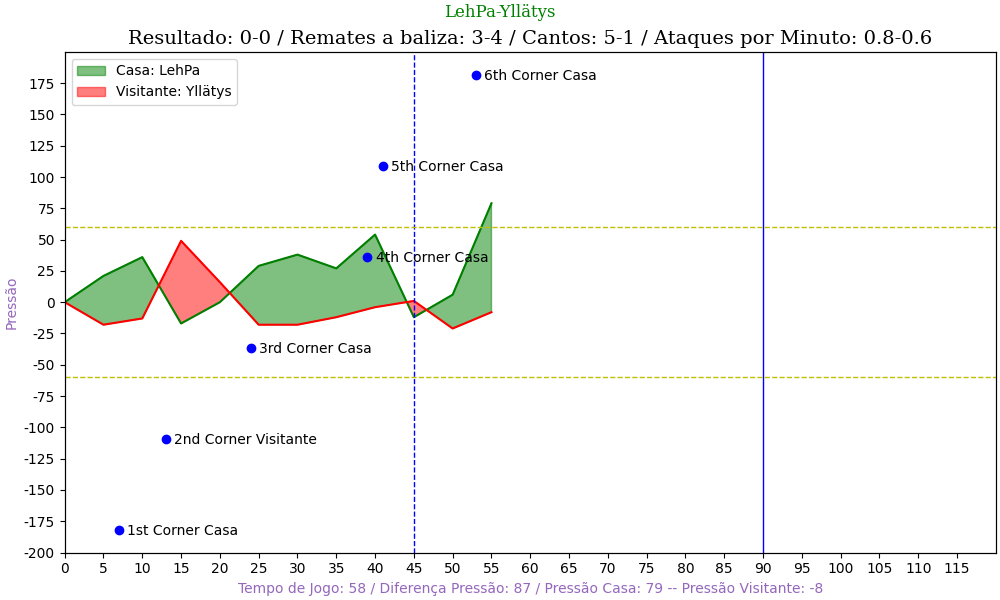 LehPa-Yllätys
Resultado: 0-0 / Remates a baliza: 3-4 / Cantos: 5-1 / Ataques por Minuto: 0.8-0.6
Casa: LehPa
Visitante: Yllätys
Pressão
175
150
125
100
75
50
25
0
-25
-50
-75
-100
-125
-150
-175
-200
6th Corner Casa
5th Corner Casa
4th Corner Casa
3rd Corner Casa
2nd Corner Visitante
1st Corner Casa
0 5 10 15 20 25 30 35 40 45 50 55 60 65 70 75 80 85 90 95 100 105 110 115
Tempo de Jogo: 58 / Diferença Pressão: 87 / Pressão Casa: 79 -- Pressão Visitante: -8